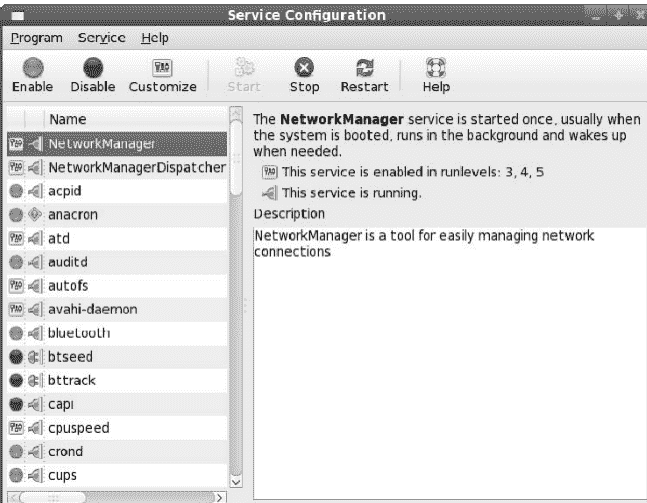 Service Configuration
Program Service Help
Enable Disable Customize Start Stop Restart Help
Name
NetworkManager
NetworkManagerDispatcher
acpid
anacron
atd
auditd
autofs
avahi-daemon
bluetooth
btseed
bttrack
capi
cpuspeed
crond
cups
The NetworkManager service is started once, usually when
the system is booted, runs in the background and wakes up
when needed.
This service is enabled in runlevels: 3, 4, 5
This service is running.
Description
NetworkManager is a tool for easily managing network
connections